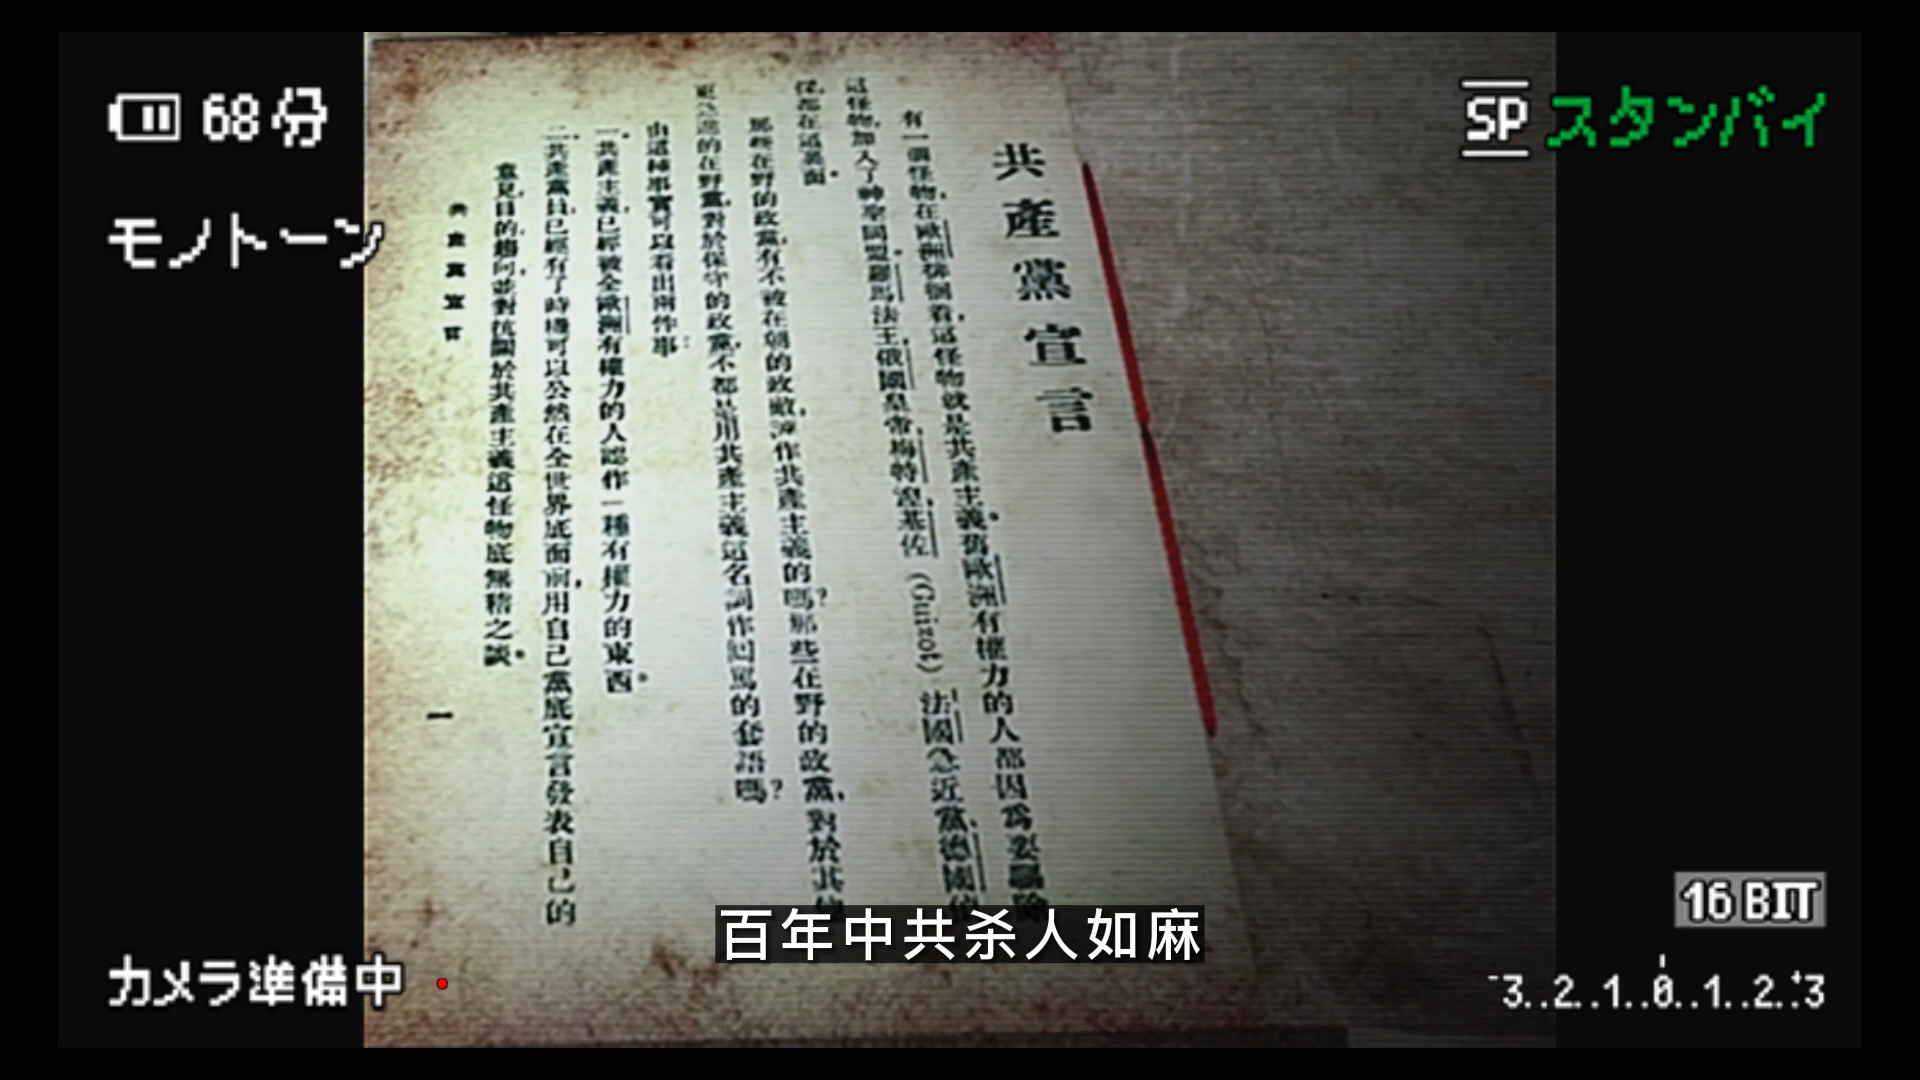 68分
SPスタンバイ
モノトーン
共產黨宣言
有一個怪物,在歐洲徘徊着,這怪物就是共產主義。舊歐洲有權力的人都因爲要驅除
這怪物,加入了神聖同盟。羅馬法王,俄國皇帝,梅特湼,基佐(Guizot)法國急近黨,德國偵
從都在這裏面。
那些在野的政黨,有不被在朝的政敵,誣作共產主義的嗎?那些在野的政黨,對於其他
更急進的在野黨,對於保守的政黨,不都是用共產主義這名詞作回罵的套語嗎?
由這種事實可以看出兩件事:
一。共產主義,已經被全歐洲有權力的人認作一種有權力的東西。
二。共產黨員,已經有了時機可以公然在全世界底面前,用自己黨底宣言發表自己的
意見,目的,趨向,並對抗關於共產主義這怪物底無稽之談。
共產黨宣言
一
百年中共杀人如麻
16 BIT
カメラ準備中
-3..2..1..0..1..2..+3